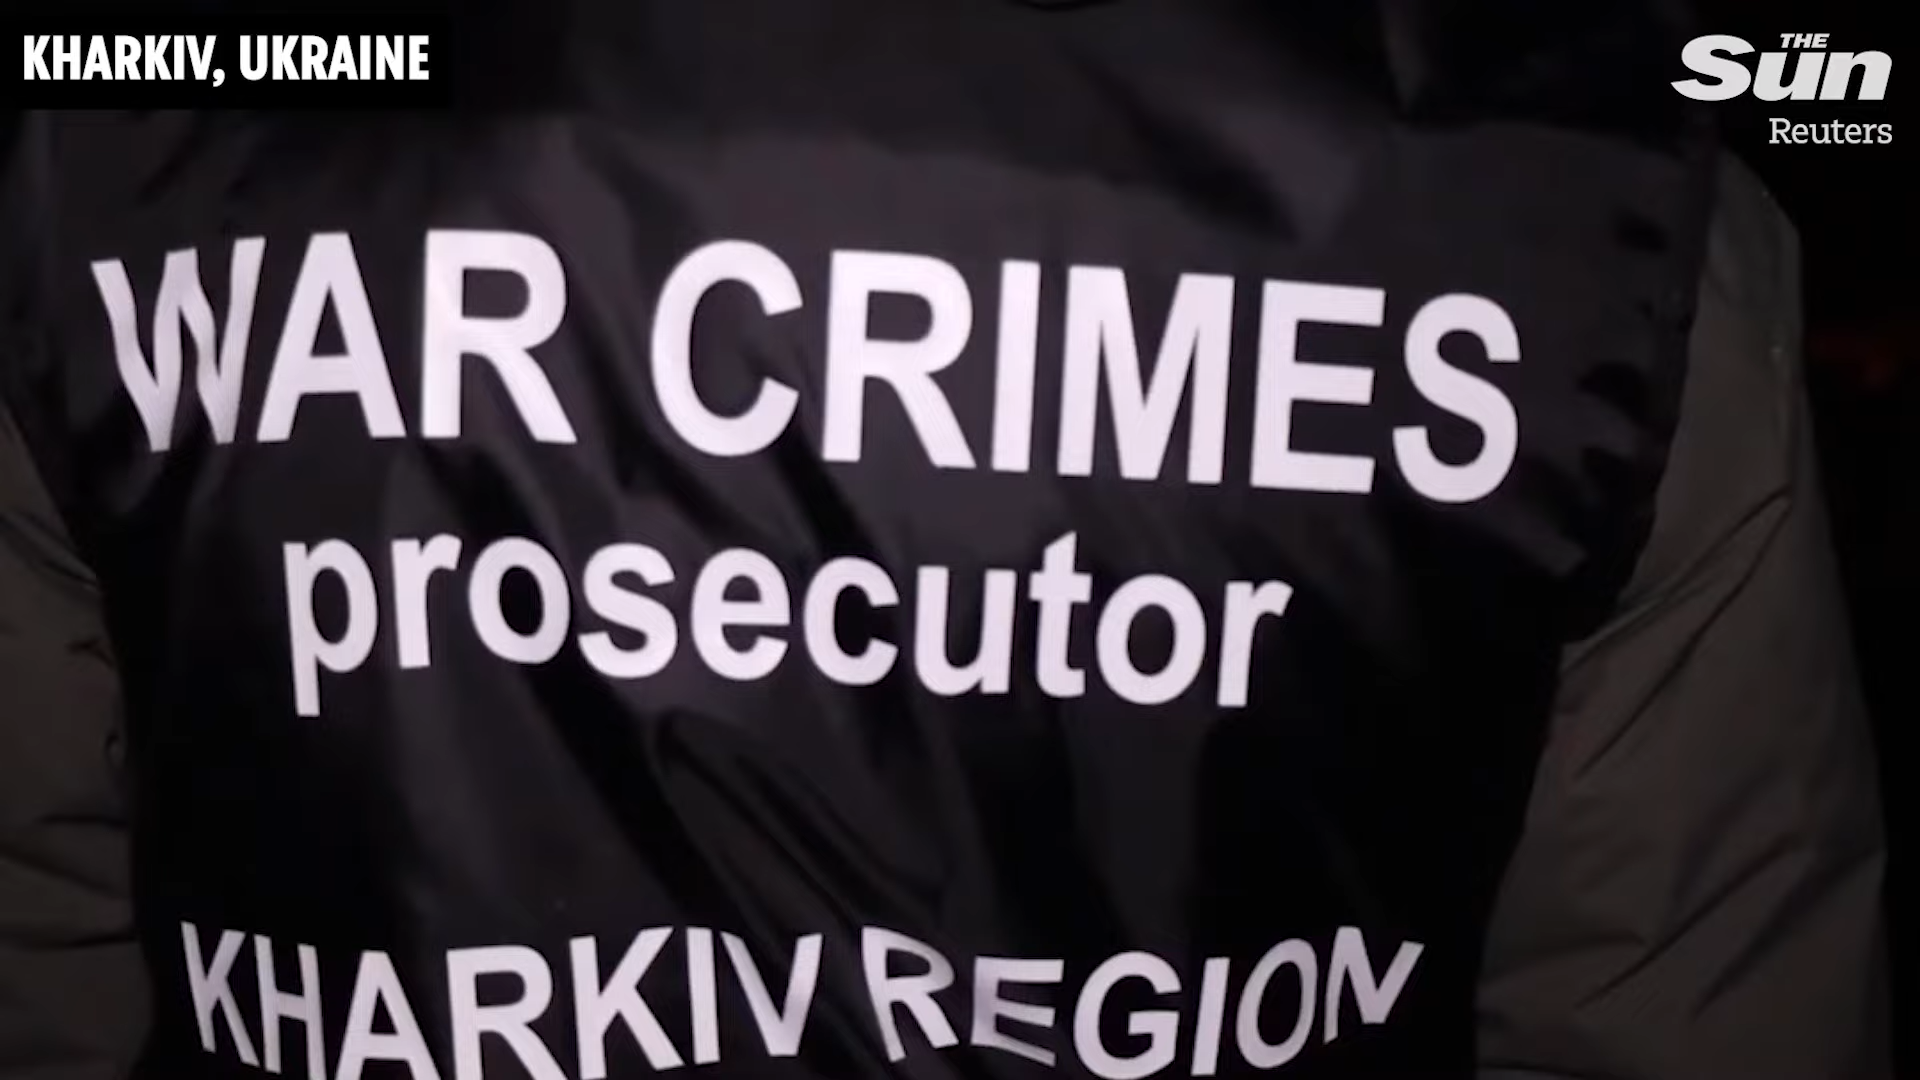 KHARKIV, UKRAINE
THE
Sun
Reuters
WAR CRIMES
prosecutor
KHARKIV REGION